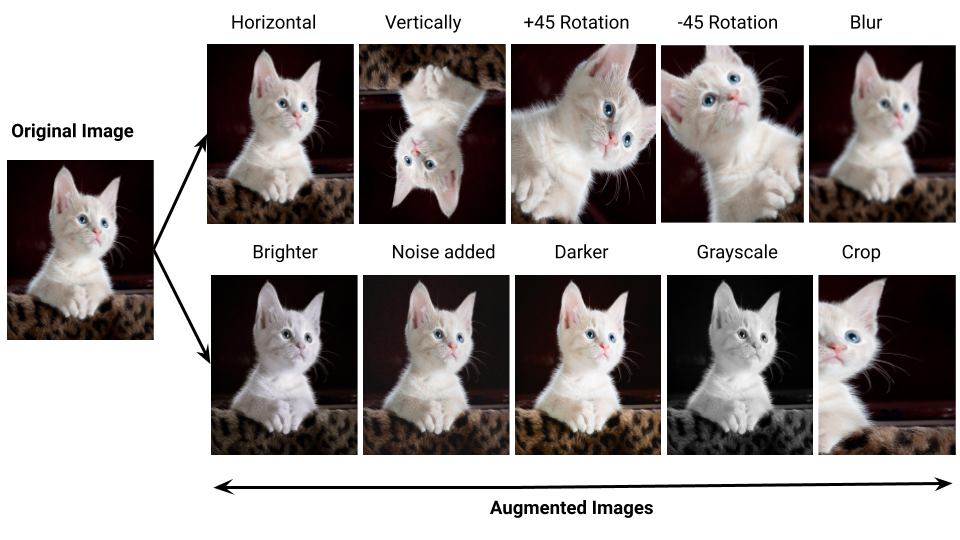 Horizontal
Vertically
+45 Rotation
-45 Rotation
Blur
Original Image
Brighter
Noise added
Darker
Grayscale
Crop
Augmented Images